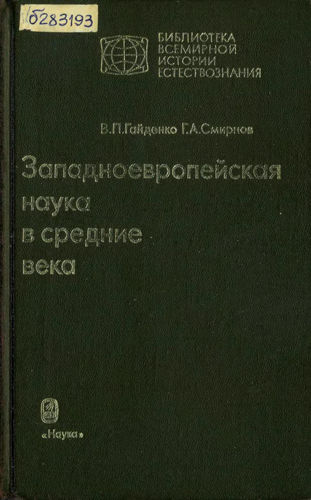 б283193
БИБЛИОТЕКА
ВСЕМИРНОЙ
ИСТОРИИ
ЕСТЕСТВОЗНАНИЯ
В.П.Гайденко Г.А.Смирнов
Западноевропейская
наука
в средние
века
«Наука»